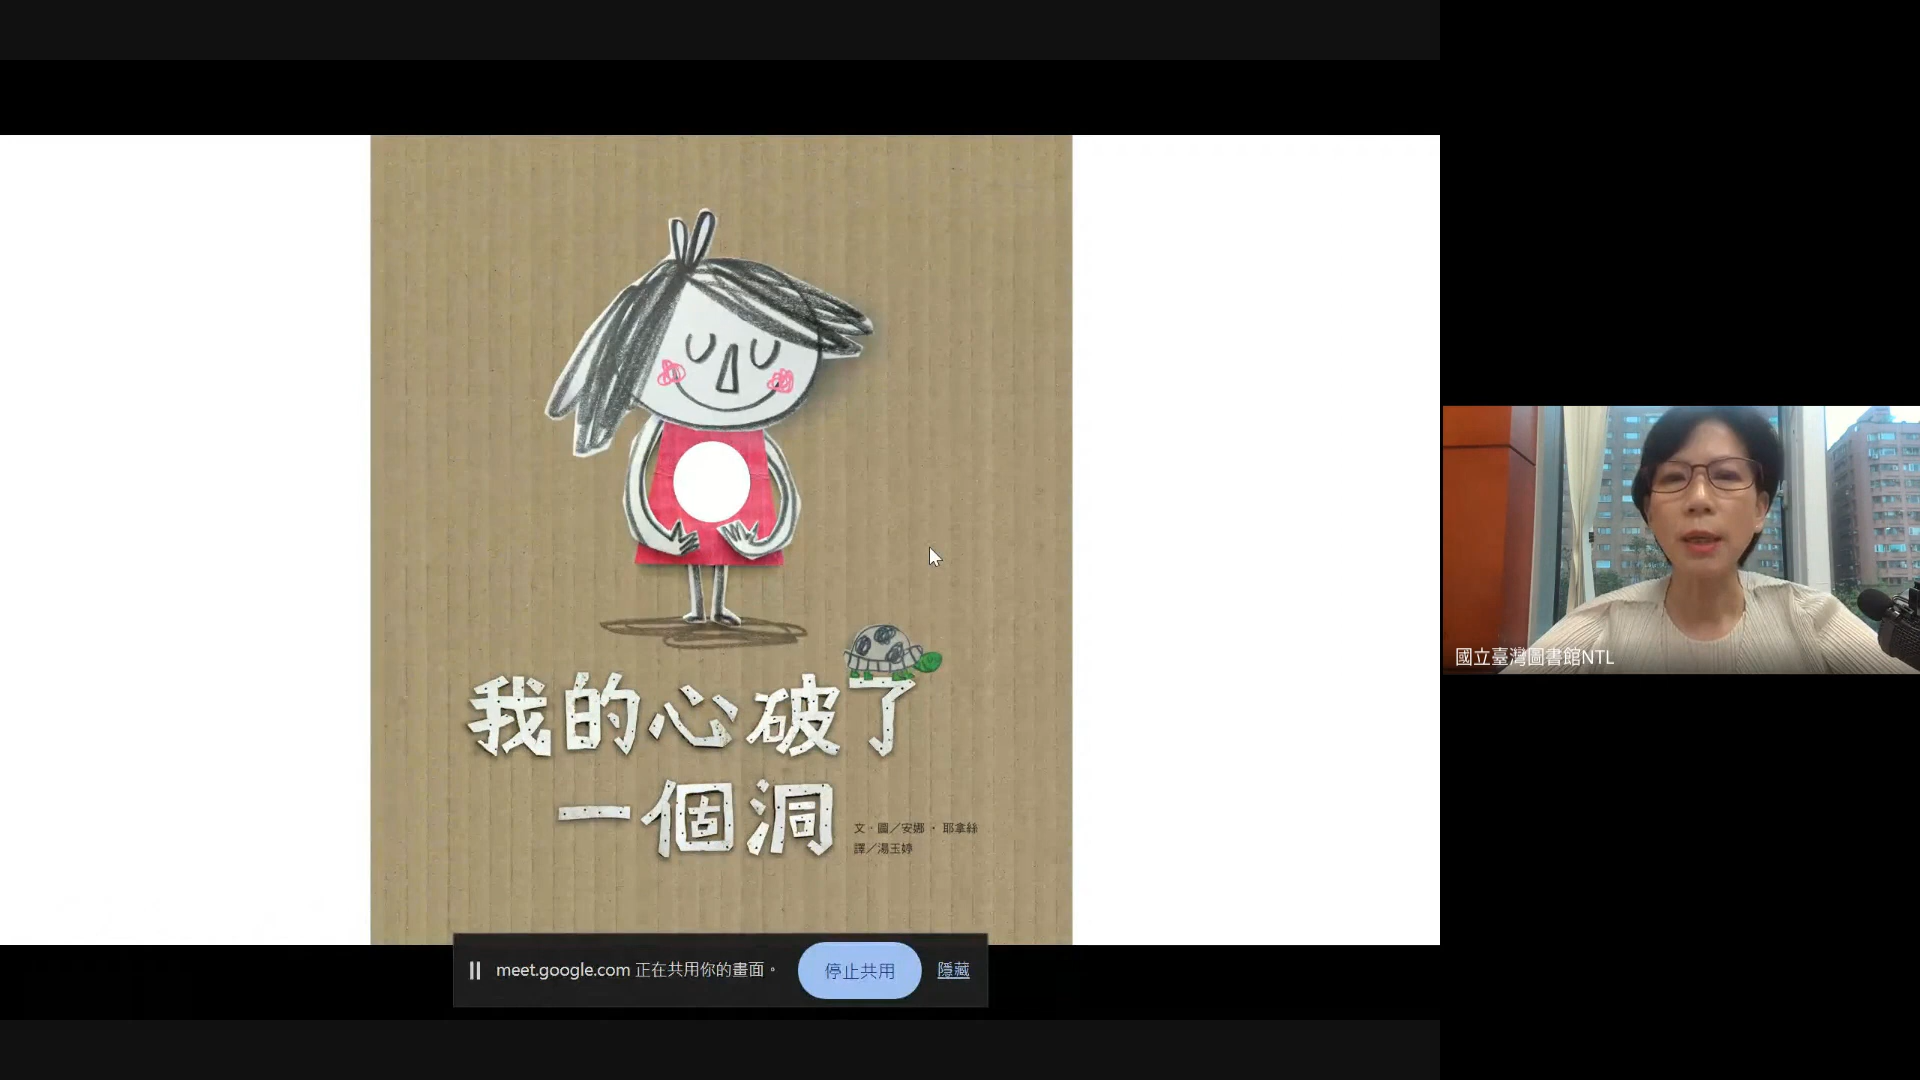 我的心破了
一個洞
文·圖／安娜·耶拿絲
譯／湯玉婷
meet.google.com 正在共用你的畫面。
停止共用
隱藏
國立臺灣圖書館NTL